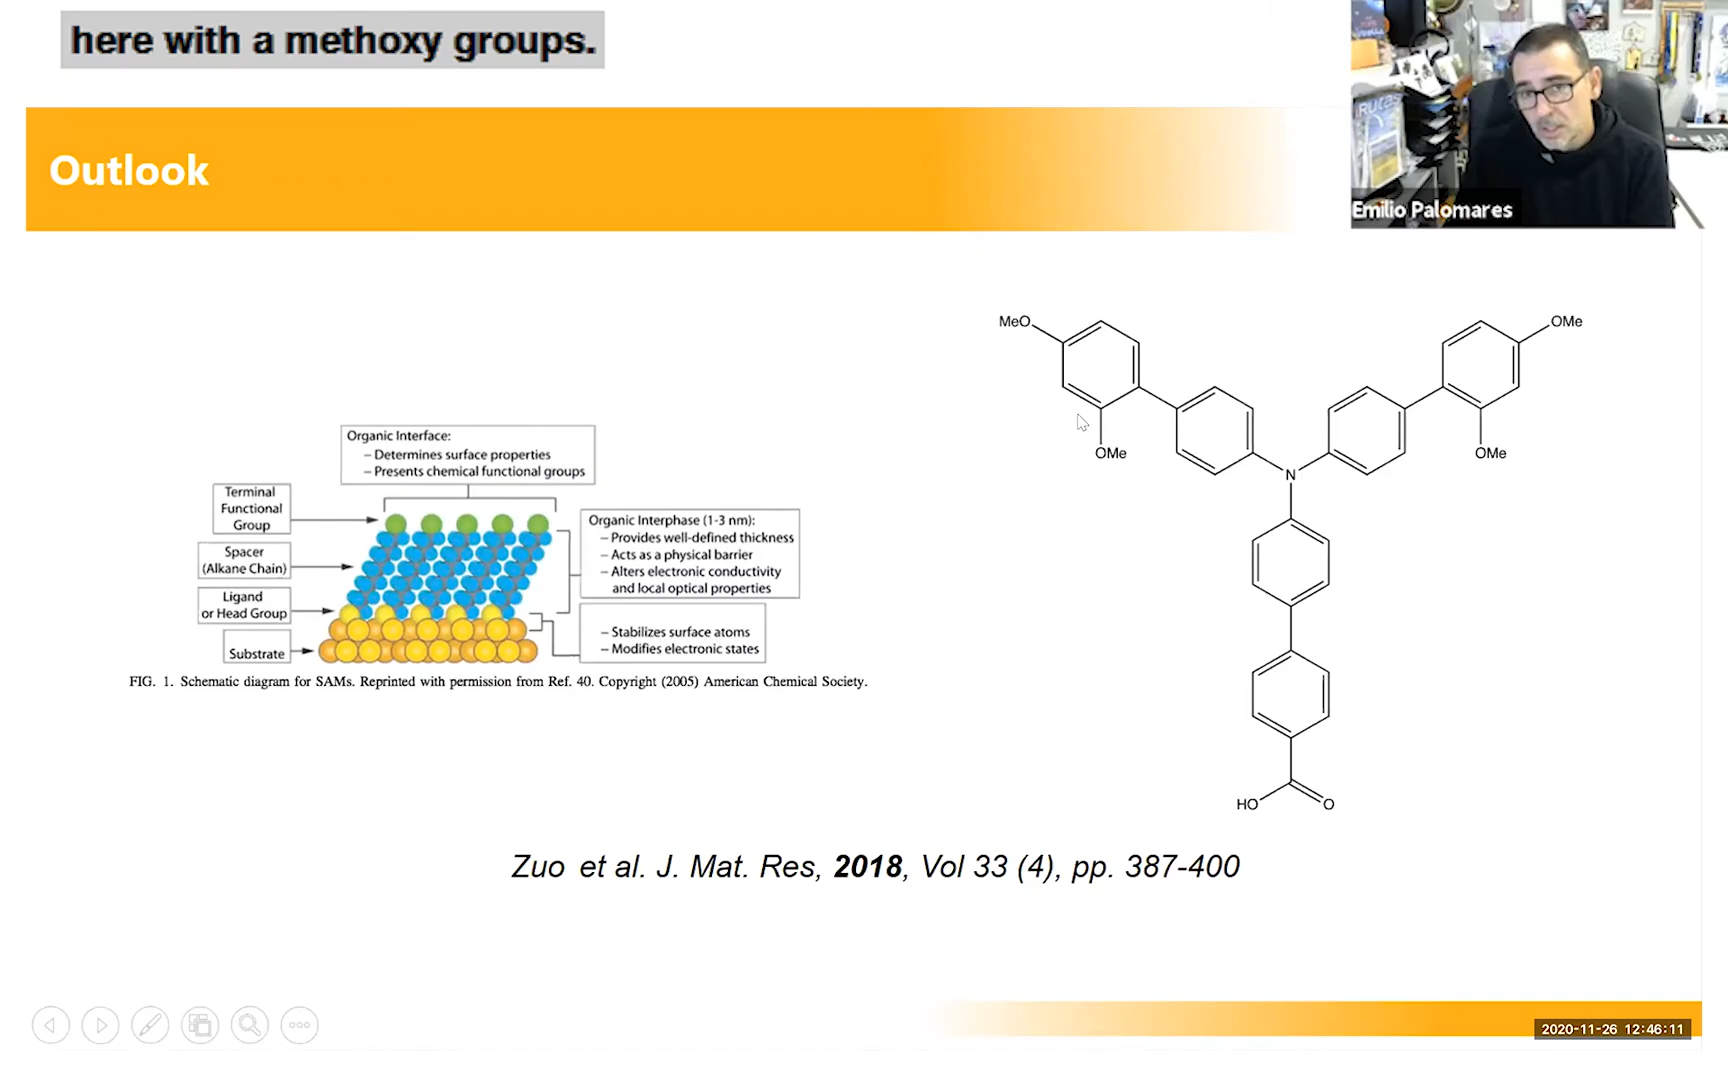 here with a methoxy groups.
Outlook
RUTAS
Emilio Palomares
Organic Interface:
– Determines surface properties
– Presents chemical functional groups
Terminal
Functional
Group
Spacer
(Alkane Chain)
Ligand
or Head Group
Substrate
Organic Interphase (1-3 nm):
– Provides well-defined thickness
– Acts as a physical barrier
– Alters electronic conductivity
and local optical properties
– Stabilizes surface atoms
– Modifies electronic states
FIG. 1. Schematic diagram for SAMs. Reprinted with permission from Ref. 40. Copyright (2005) American Chemical Society.
MeO
OMe
OMe
OMe
N
HO
O
Zuo et al. J. Mat. Res, 2018, Vol 33 (4), pp. 387-400
2020-11-26 12:46:11